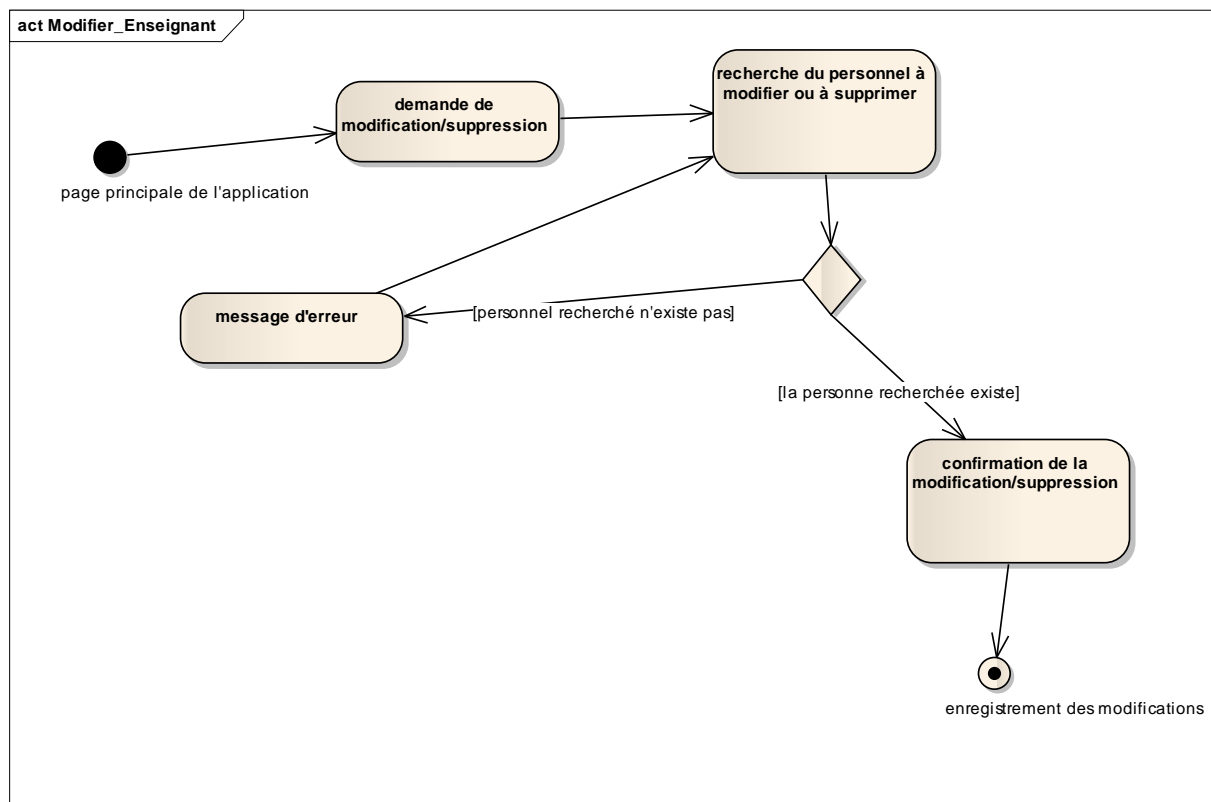 act Modifier_Enseignant
recherche du personnel à
modifier ou à supprimer
demande de
modification/suppression
page principale de l'application
message d'erreur
[personnel recherché n'existe pas]
[la personne recherchée existe]
confirmation de la
modification/suppression
enregistrement des modifications